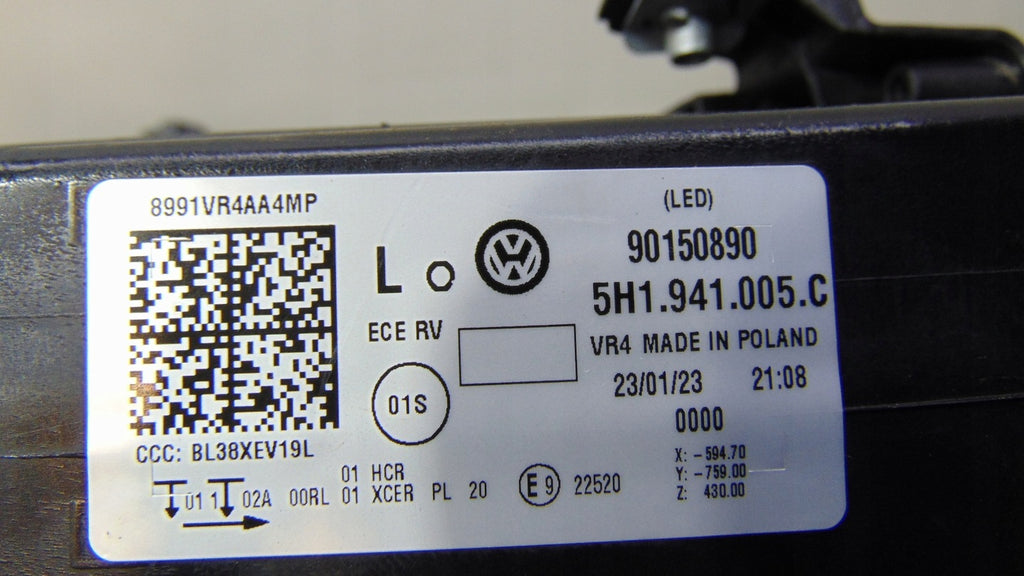 8991VR4AA4MP
L
(LED)
90150890
5H1.941.005.C
ECE RV
VR4 MADE IN POLAND
23/01/23 21:08
01S
0000
CCC: BL38XEV19L
X: -594.70
Y: -759.00
Z: 430.00
01 HCR
01 1 02A 00RL 01 XCER PL 20
E9 22520